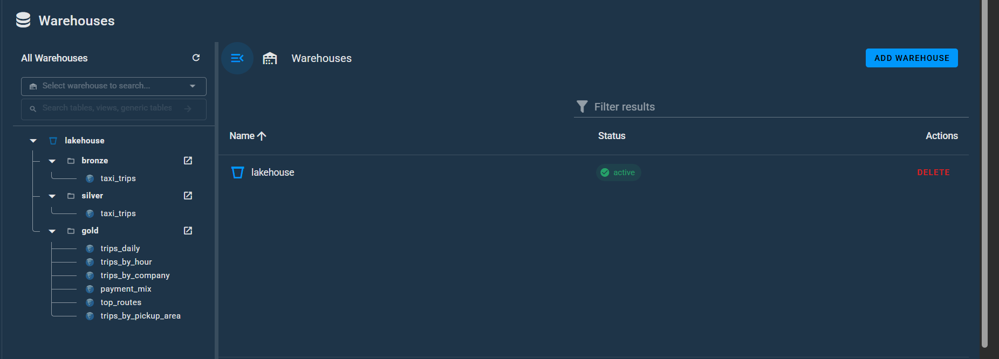 Warehouses
All Warehouses
Select warehouse to search...
Search tables, views, generic tables
lakehouse
bronze
taxi_trips
silver
taxi_trips
gold
trips_daily
trips_by_hour
trips_by_company
payment_mix
top_routes
trips_by_pickup_area
Warehouses
ADD WAREHOUSE
Filter results
Name Status Actions
lakehouse active DELETE